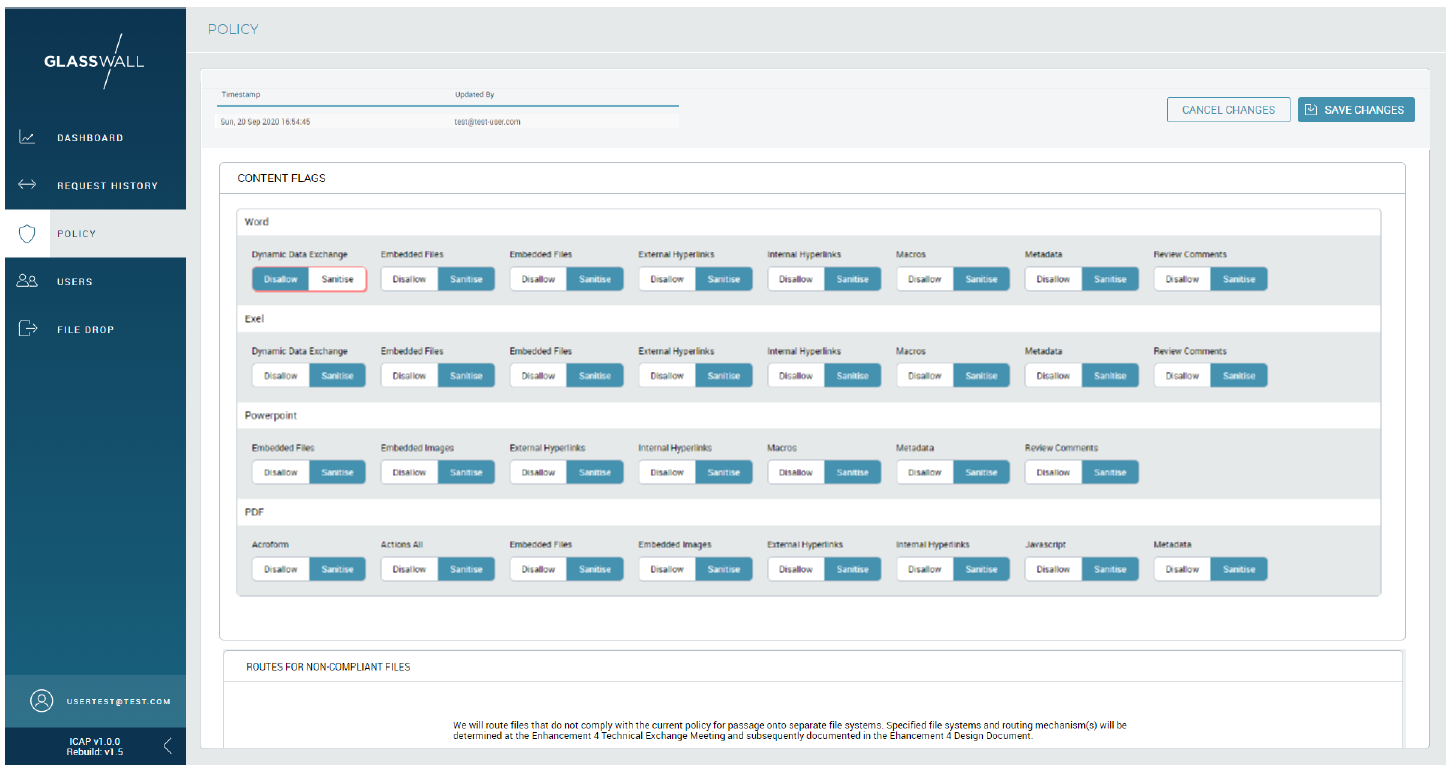 POLICY
GLASSWALL
Timestamp Updated By
Sun, 20 Sep 2020 16:54:45 test@test-user.com
CANCEL CHANGES SAVE CHANGES
DASHBOARD
REQUEST HISTORY
POLICY
USERS
FILE DROP
CONTENT FLAGS
Word
Dynamic Data Exchange Embedded Files Embedded Files External Hyperlinks Internal Hyperlinks Macros Metadata Review Comments
Disallow Sanitise Disallow Sanitise Disallow Sanitise Disallow Sanitise Disallow Sanitise Disallow Sanitise Disallow Sanitise Disallow Sanitise
Exel
Dynamic Data Exchange Embedded Files Embedded Files External Hyperlinks Internal Hyperlinks Macros Metadata Review Comments
Disallow Sanitise Disallow Sanitise Disallow Sanitise Disallow Sanitise Disallow Sanitise Disallow Sanitise Disallow Sanitise Disallow Sanitise
Powerpoint
Embedded Files Embedded Images External Hyperlinks Internal Hyperlinks Macros Metadata Review Comments
Disallow Sanitise Disallow Sanitise Disallow Sanitise Disallow Sanitise Disallow Sanitise Disallow Sanitise Disallow Sanitise
PDF
Acroform Actions All Embedded Files Embedded Images External Hyperlinks Internal Hyperlinks Javascript Metadata
Disallow Sanitise Disallow Sanitise Disallow Sanitise Disallow Sanitise Disallow Sanitise Disallow Sanitise Disallow Sanitise Disallow Sanitise
ROUTES FOR NON-COMPLIANT FILES
We will route files that do not comply with the current policy for passage onto separate file systems. Specified file systems and routing mechanism(s) will be
determined at the Enhancement 4 Technical Exchange Meeting and subsequently documented in the Ehancement 4 Design Document.
USERTEST@TEST.COM
ICAP v1.0.0
Rebuild: v1.5